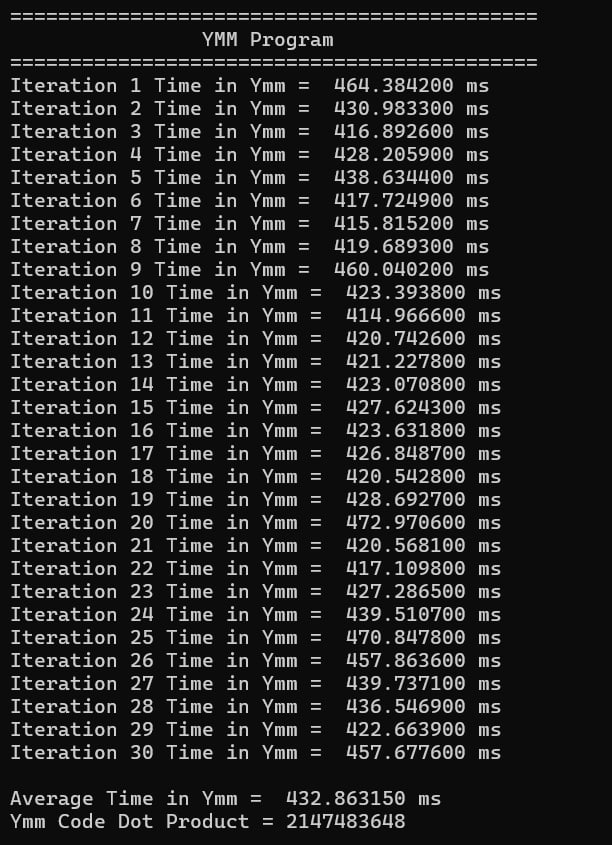 ============================================
YMM Program
============================================
Iteration 1 Time in Ymm =  464.384200 ms
Iteration 2 Time in Ymm =  430.983300 ms
Iteration 3 Time in Ymm =  416.892600 ms
Iteration 4 Time in Ymm =  428.205900 ms
Iteration 5 Time in Ymm =  438.634400 ms
Iteration 6 Time in Ymm =  417.724900 ms
Iteration 7 Time in Ymm =  415.815200 ms
Iteration 8 Time in Ymm =  419.689300 ms
Iteration 9 Time in Ymm =  460.040200 ms
Iteration 10 Time in Ymm =  423.393800 ms
Iteration 11 Time in Ymm =  414.966600 ms
Iteration 12 Time in Ymm =  420.742600 ms
Iteration 13 Time in Ymm =  421.227800 ms
Iteration 14 Time in Ymm =  423.070800 ms
Iteration 15 Time in Ymm =  427.624300 ms
Iteration 16 Time in Ymm =  423.631800 ms
Iteration 17 Time in Ymm =  426.848700 ms
Iteration 18 Time in Ymm =  420.542800 ms
Iteration 19 Time in Ymm =  428.692700 ms
Iteration 20 Time in Ymm =  472.970600 ms
Iteration 21 Time in Ymm =  420.568100 ms
Iteration 22 Time in Ymm =  417.109800 ms
Iteration 23 Time in Ymm =  427.286500 ms
Iteration 24 Time in Ymm =  439.510700 ms
Iteration 25 Time in Ymm =  470.847800 ms
Iteration 26 Time in Ymm =  457.863600 ms
Iteration 27 Time in Ymm =  439.737100 ms
Iteration 28 Time in Ymm =  436.546900 ms
Iteration 29 Time in Ymm =  422.663900 ms
Iteration 30 Time in Ymm =  457.677600 ms
Average Time in Ymm =  432.863150 ms
Ymm Code Dot Product = 2147483648